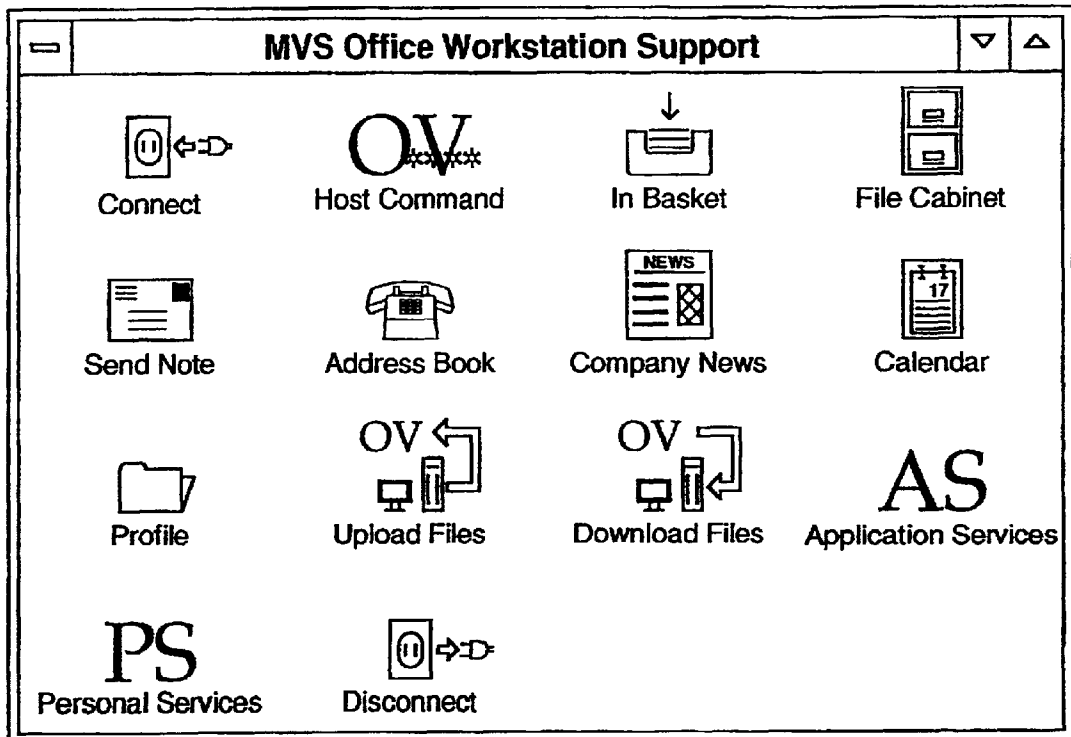 MVS Office Workstation Support
OV****
Connect
Host Command
In Basket
File Cabinet
NEWS
17
Send Note
Address Book
Company News
Calendar
OV
OV
AS
Profile
Upload Files
Download Files
Application Services
PS
Personal Services
Disconnect